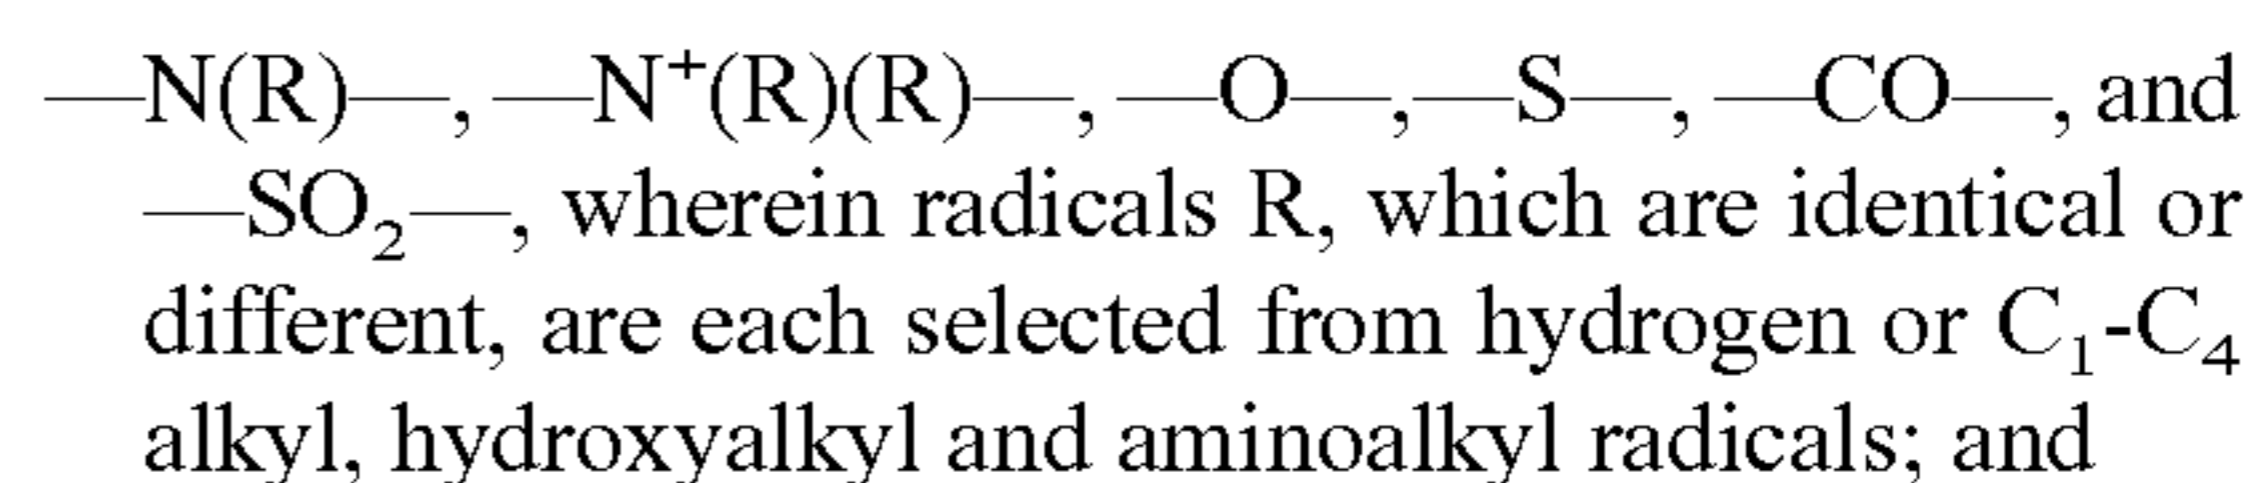 —N(R)—, —N⁺(R)(R)—, —O—,—S—, —CO—, and
—SO₂—, wherein radicals R, which are identical or
different, are each selected from hydrogen or C₁-C₄
alkyl, hydroxyalkyl and aminoalkyl radicals; and